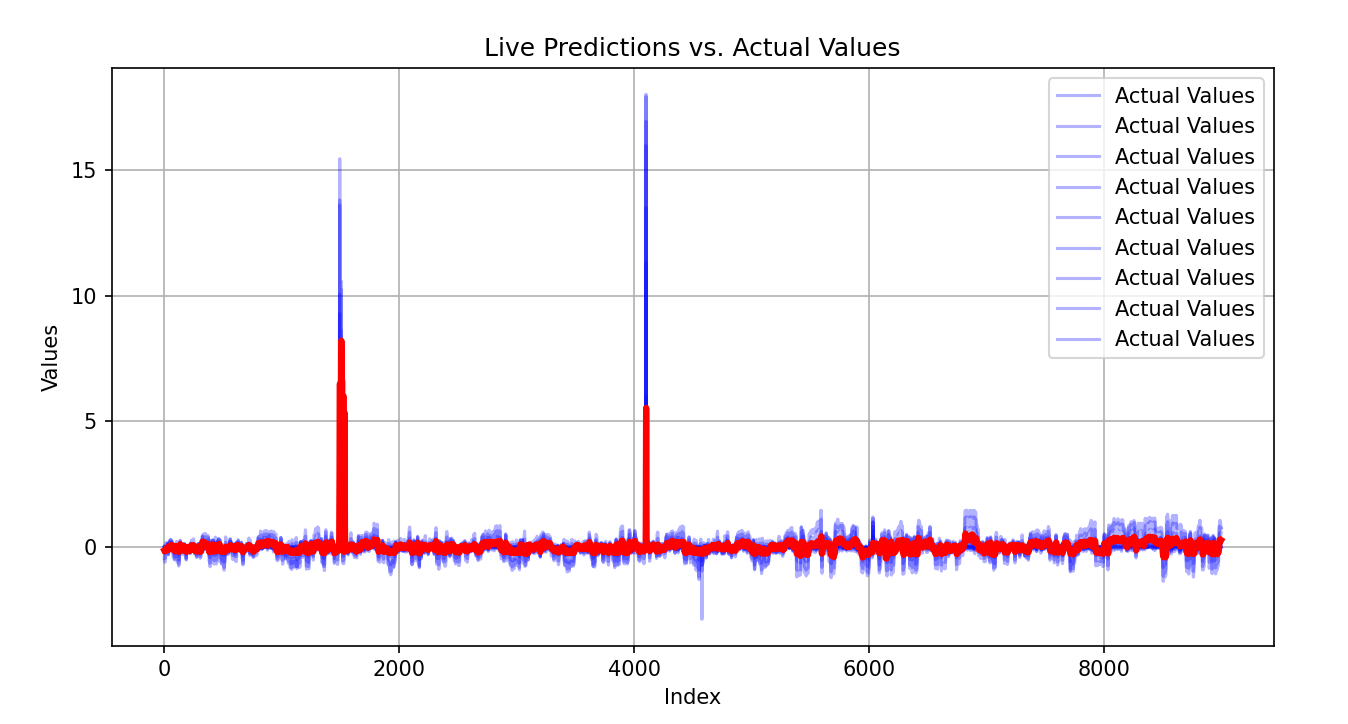 Live Predictions vs. Actual Values
Actual Values
Actual Values
Actual Values
Actual Values
Actual Values
Actual Values
Actual Values
Actual Values
Actual Values
15
10
5
0
Values
0 2000 4000 6000 8000
Index